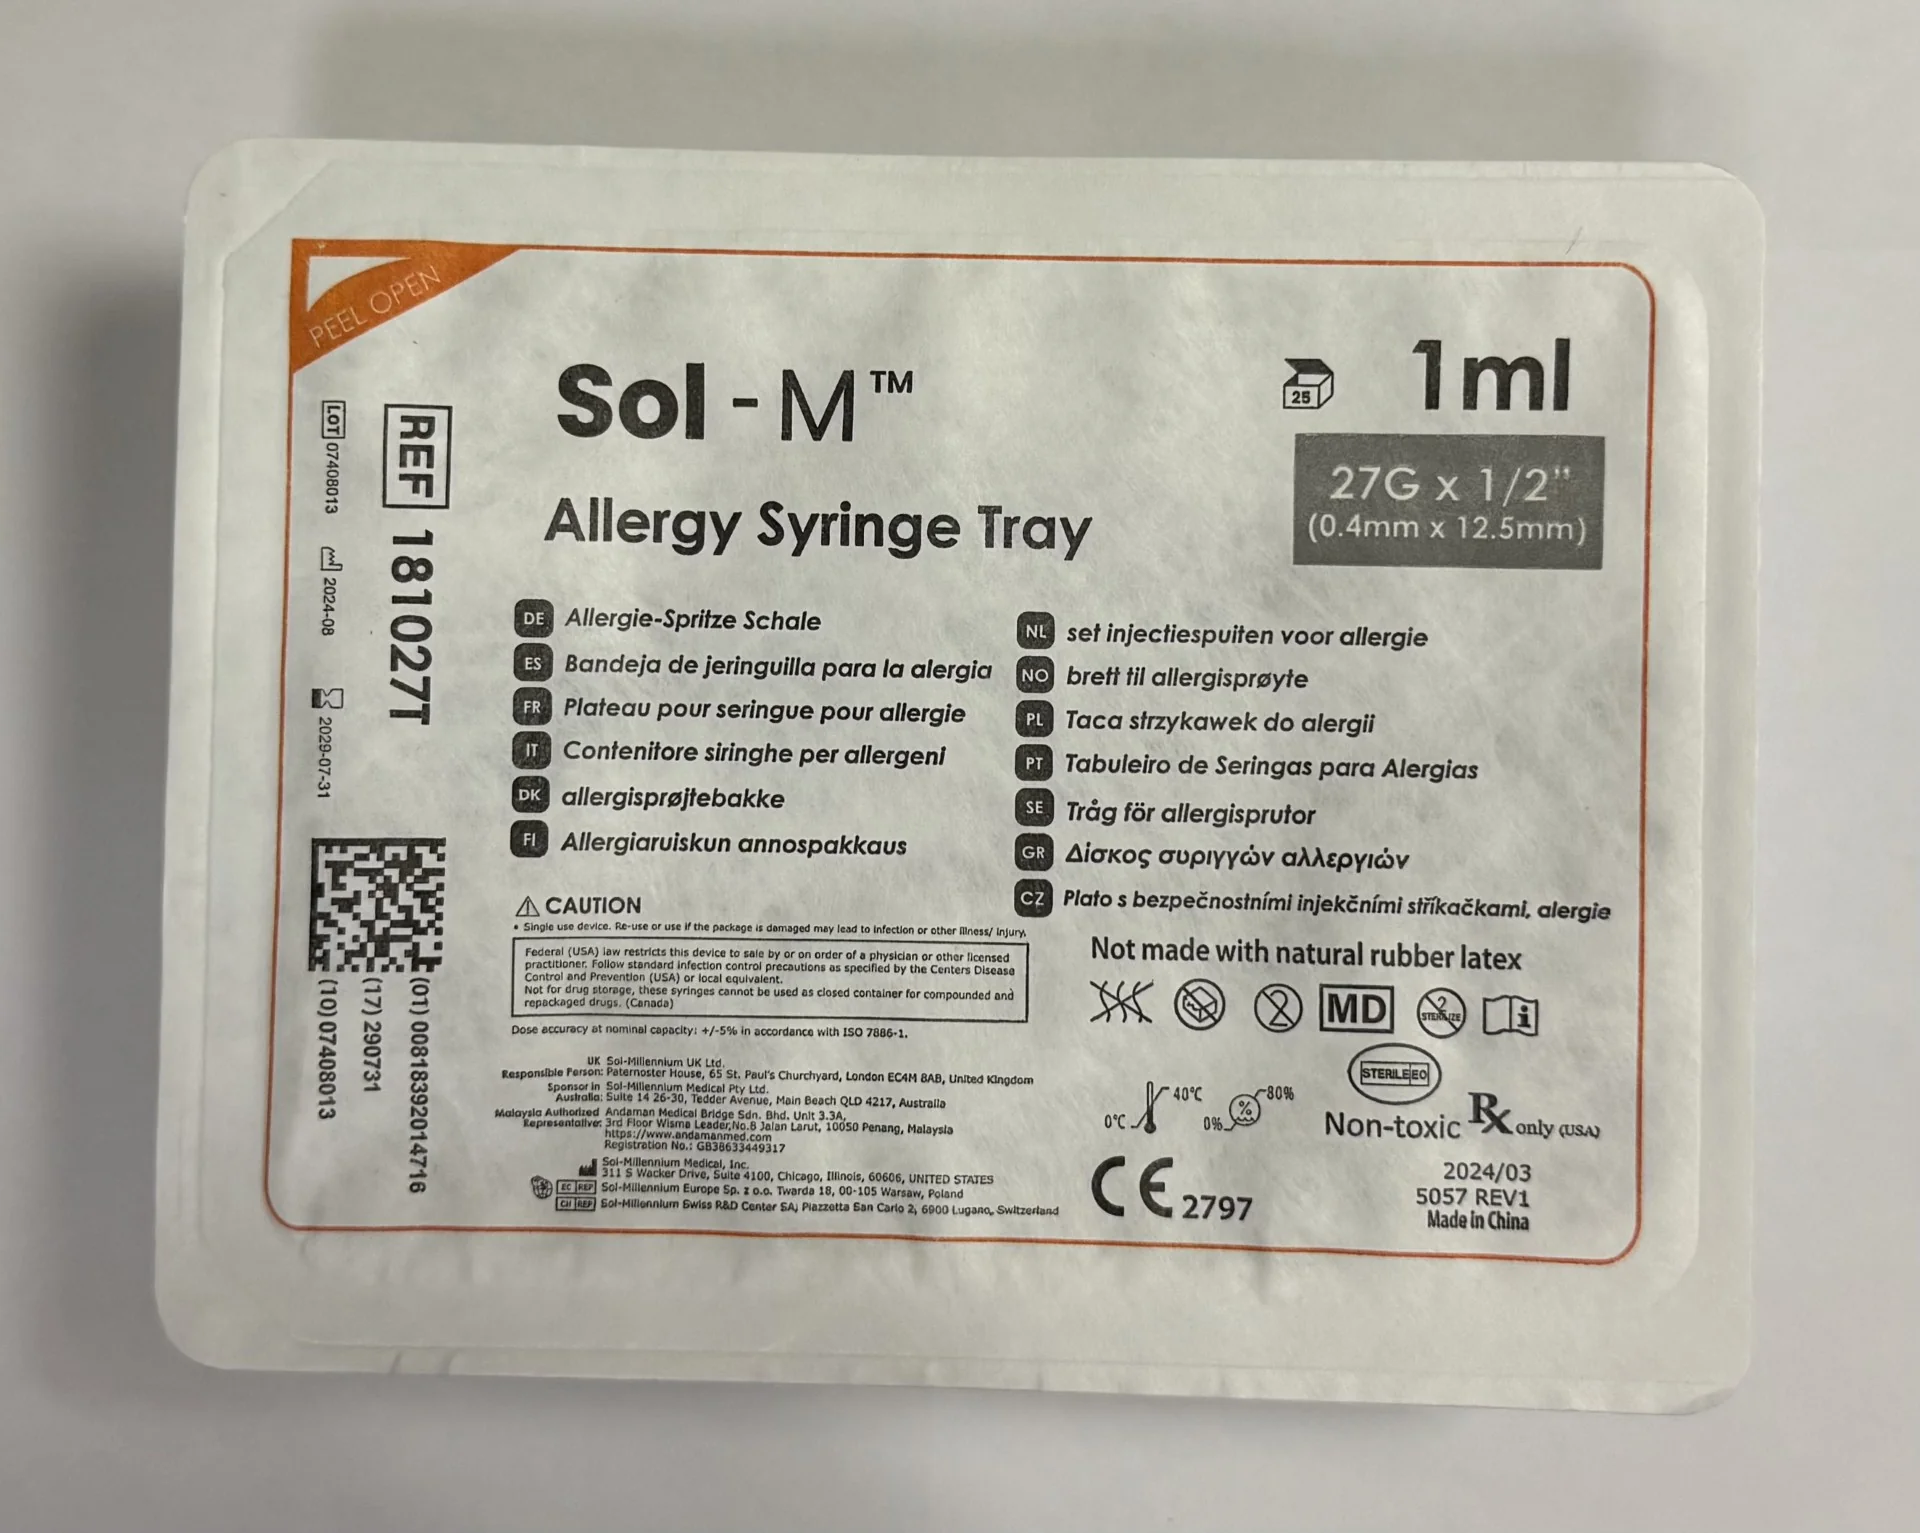 PEEL OPEN
LOT 07408013
2024-08
2029-07-31
REF 181027T
(01) 00818392014716
(17) 290731
(10) 07408013
Sol - M™
Allergy Syringe Tray
25
1ml
27G x 1/2"
(0.4mm x 12.5mm)
DE Allergie-Spritze Schale
ES Bandeja de jeringuilla para la alergia
FR Plateau pour seringue pour allergie
IT Contenitore siringhe per allergeni
DK allergisprøjtebakke
FI Allergiaruiskun annospakkaus
NL set injectiespuiten voor allergie
NO brett til allergisprøyte
PL Taca strzykawek do alergii
PT Tabuleiro de Seringas para Alergias
SE Tråg för allergisprutor
GR Δίσκος συριγγών αλλεργιών
CZ Plato s bezpečnostními injekčními stříkačkami, alergie
CAUTION
• Single use device. Re-use or use if the package is damaged may lead to infection or other illness/ injury.
Federal (USA) law restricts this device to sale by or on order of a physician or other licensed
practitioner. Follow standard infection control precautions as specified by the Centers Disease
Control and Prevention (USA) or local equivalent.
Not for drug storage, these syringes cannot be used as closed container for compounded and
repackaged drugs. (Canada)
Dose accuracy at nominal capacity: +/-5% in accordance with ISO 7886-1.
UK Sol-Millennium UK Ltd.
Responsible Person: Paternoster House, 65 St. Paul's Churchyard, London EC4M 8AB, United Kingdom
Sponsor in Sol-Millennium Medical Pty Ltd.
Australia: Suite 14 26-30, Tedder Avenue, Main Beach QLD 4217, Australia
Malaysia Authorized Andaman Medical Bridge Sdn. Bhd. Unit 3.3A,
Representative: 3rd Floor Wisma Leader,No.8 Jalan Larut, 10050 Penang, Malaysia
https://www.andamanmed.com
Registration No.: GB38633449317
Sol-Millennium Medical, Inc.
311 S Wacker Drive, Suite 4100, Chicago, Illinois, 60606, UNITED STATES
EC REP Sol-Millennium Europe Sp. z o.o. Twarda 18, 00-105 Warsaw, Poland
CH REP Sol-Millennium Swiss R&D Center SA, Piazzetta San Carlo 2, 6900 Lugano, Switzerland
Not made with natural rubber latex
2
MD
2 STERILIZE
i
STERILE EO
0°C 40°C
0% % 80%
Non-toxic Rx only (USA)
CE 2797
2024/03
5057 REV1
Made in China